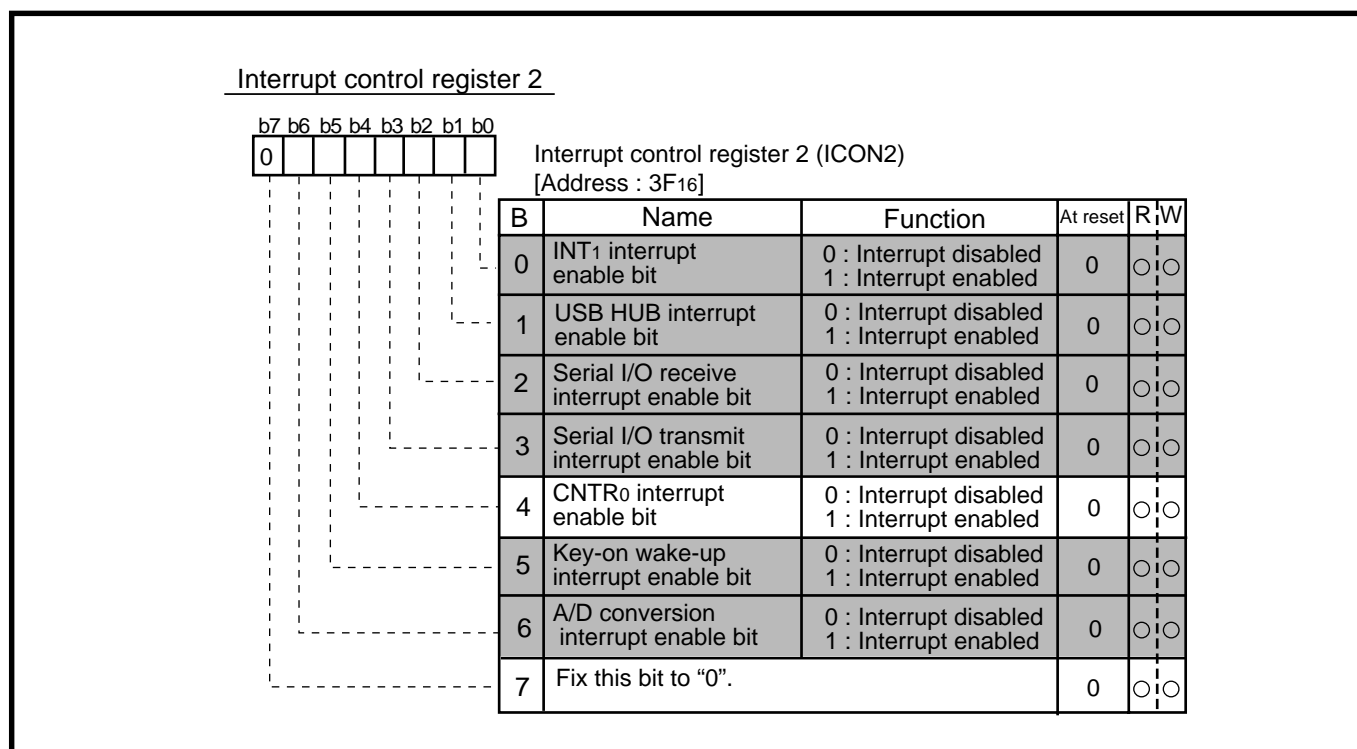 Interrupt control register 2
b7 b6 b5 b4 b3 b2 b1 b0
0
Interrupt control register 2 (ICON2)
[Address : 3F16]
B Name Function At reset R W
0 INT1 interrupt enable bit 0 : Interrupt disabled 0 ○ ○
1 : Interrupt enabled
1 USB HUB interrupt enable bit 0 : Interrupt disabled 0 ○ ○
1 : Interrupt enabled
2 Serial I/O receive interrupt enable bit 0 : Interrupt disabled 0 ○ ○
1 : Interrupt enabled
3 Serial I/O transmit interrupt enable bit 0 : Interrupt disabled 0 ○ ○
1 : Interrupt enabled
4 CNTR0 interrupt enable bit 0 : Interrupt disabled 0 ○ ○
1 : Interrupt enabled
5 Key-on wake-up interrupt enable bit 0 : Interrupt disabled 0 ○ ○
1 : Interrupt enabled
6 A/D conversion interrupt enable bit 0 : Interrupt disabled 0 ○ ○
1 : Interrupt enabled
7 Fix this bit to “0”. 0 ○ ○